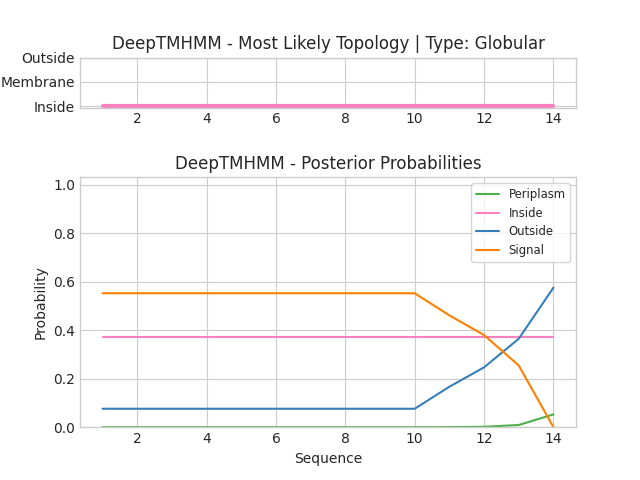 DeepTMHMM - Most Likely Topology | Type: Globular
Outside
Membrane
Inside
2 4 6 8 10 12 14
DeepTMHMM - Posterior Probabilities
1.0
0.8
0.6
0.4
0.2
0.0
Probability
Periplasm
Inside
Outside
Signal
2 4 6 8 10 12 14
Sequence